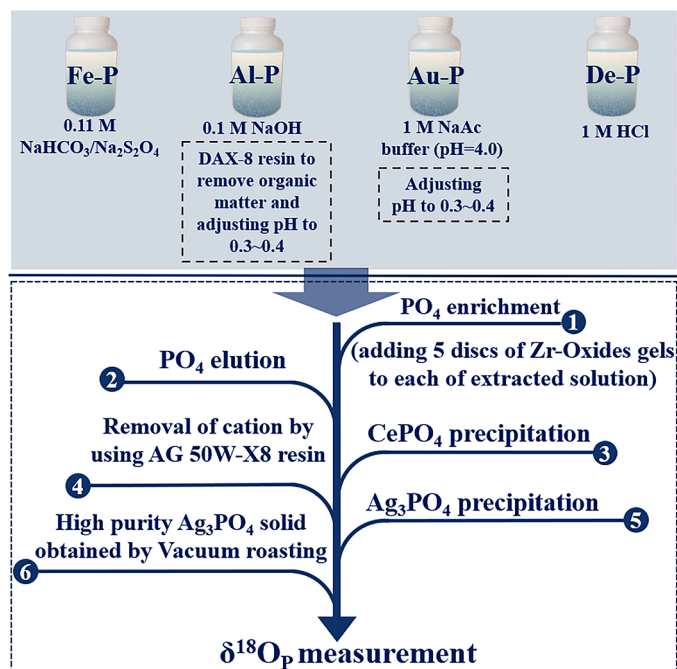 Fe-P
0.11 M
NaHCO₃/Na₂S₂O₄
Al-P
0.1 M NaOH
DAX-8 resin to
remove organic
matter and
adjusting pH to
0.3~0.4
Au-P
1 M NaAc
buffer (pH=4.0)
Adjusting
pH to 0.3~0.4
De-P
1 M HCl
PO₄ enrichment
1
(adding 5 discs of Zr-Oxides gels
to each of extracted solution)
PO₄ elution
2
CePO₄ precipitation
3
Removal of cation by
using AG 50W-X8 resin
4
Ag₃PO₄ precipitation
5
High purity Ag₃PO₄ solid
obtained by Vacuum roasting
6
δ¹⁸Oₚ measurement